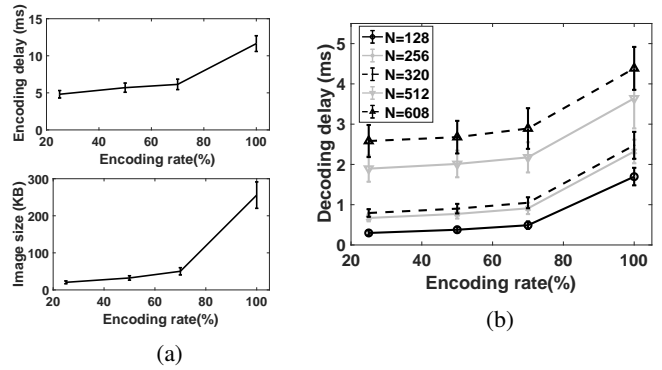 Encoding delay (ms)
15
10
5
0
20 40 60 80 100
Encoding rate(%)
Image size (KB)
300
200
100
0
20 40 60 80 100
Encoding rate(%)
(a)
Decoding delay (ms)
5
4
3
2
1
0
N=128
N=256
N=320
N=512
N=608
20 40 60 80 100
Encoding rate(%)
(b)